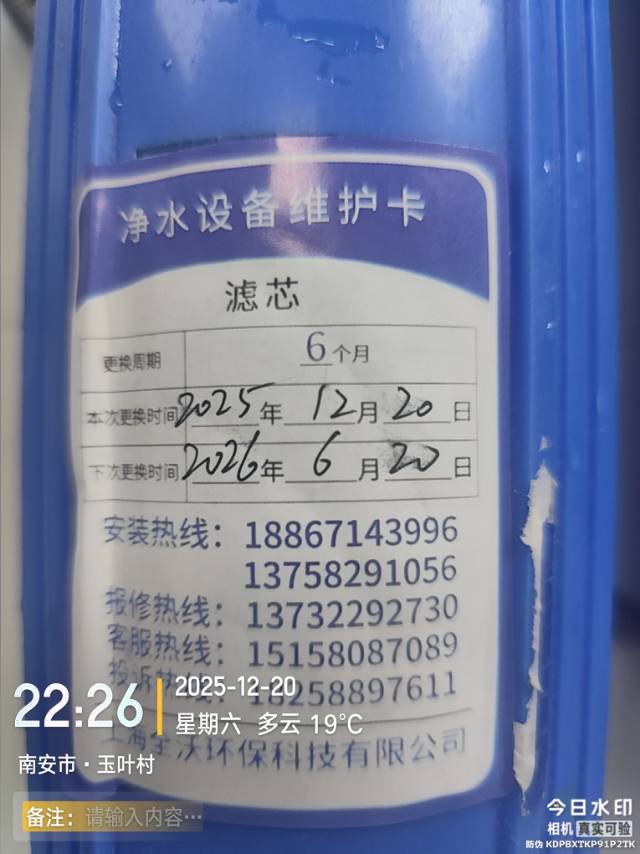 净水设备维护卡
滤芯
更换周期 6个月
本次更换时间 2025年 12月 20日
下次更换时间 2026年 6月 20日
安装热线：18867143996
13758291056
报修热线：13732292730
客服热线：15158087089
投诉热线：18258897611
22:26
2025-12-20
星期六 多云 19℃
环保科技有限公司
南安市·玉叶村
备注：请输入内容…
今日水印
相机 真实可验
防伪 KDPBXTKP91P2TK